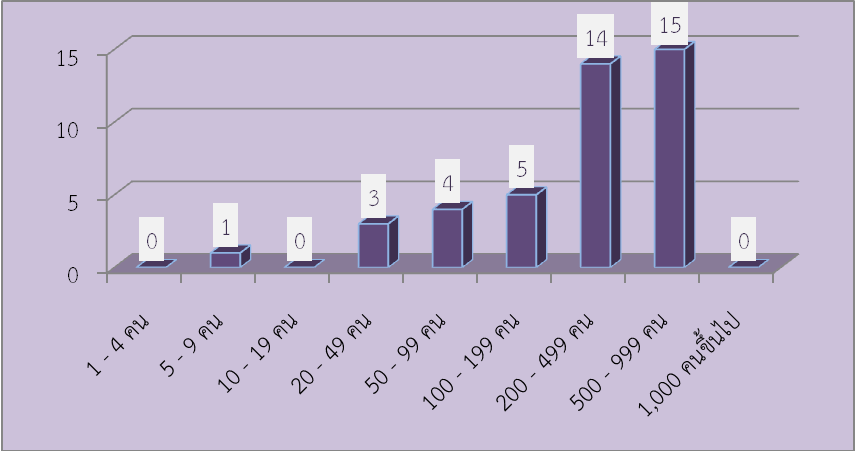 15
10
5
0
0
1
0
3
4
5
14
15
0
1 - 4 คน
5 - 9 คน
10 - 19 คน
20 - 49 คน
50 - 99 คน
100 - 199 คน
200 - 499 คน
500 - 999 คน
1,000 คนขึ้นไป